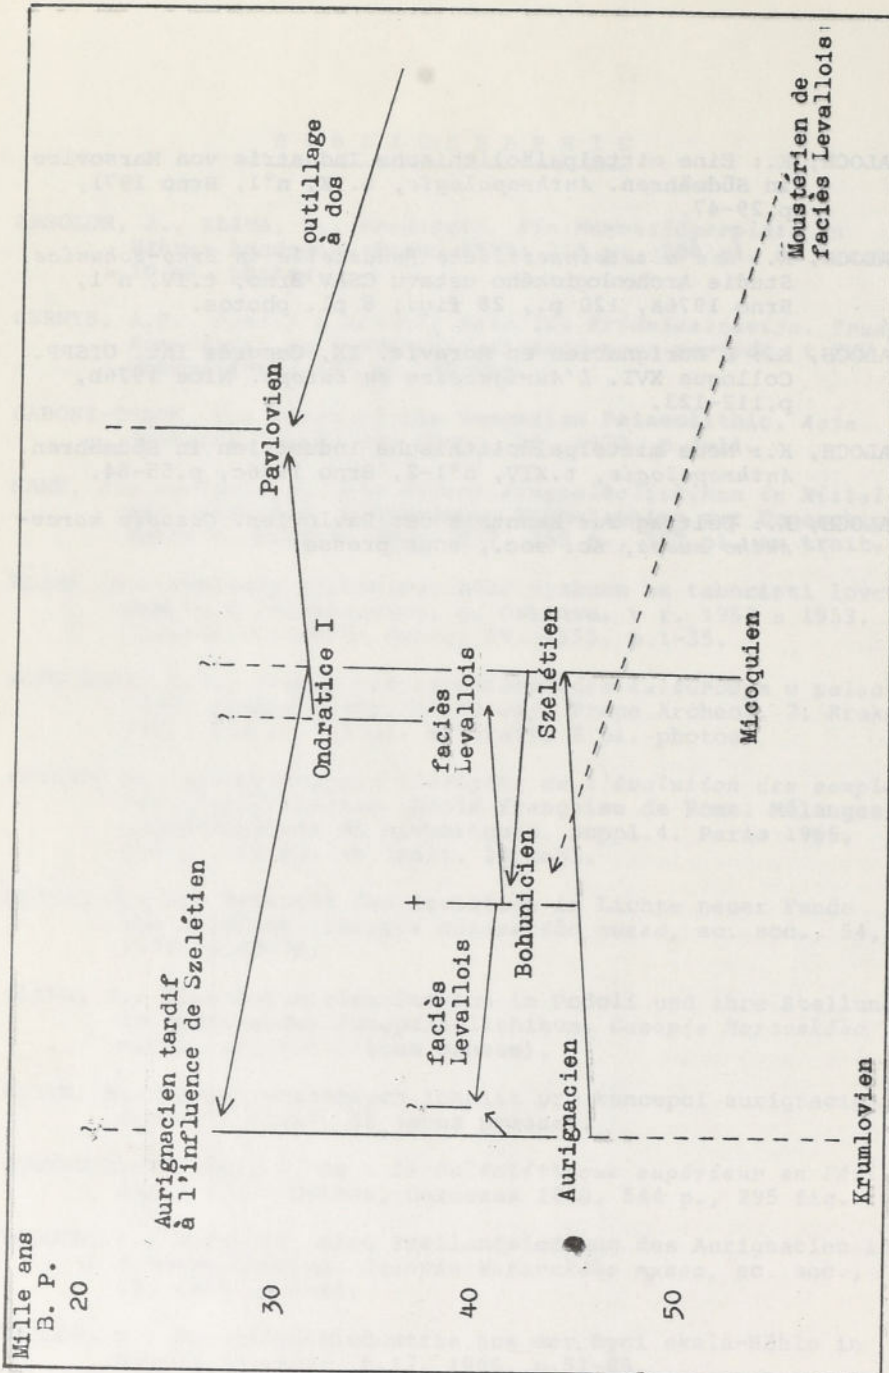 Mille ans
B. P.
20
30
40
50
?
Aurignacien tardif
à l'influence de Szelétien
?
?
Ondratice I
Pavlovien
outillage
à dos
?
faciès
Levallois
+
faciès
Levallois
Aurignacien
Bohunicien
Szelétien
Krumlovien
Micoquien
Moustérien de
faciès Levallois